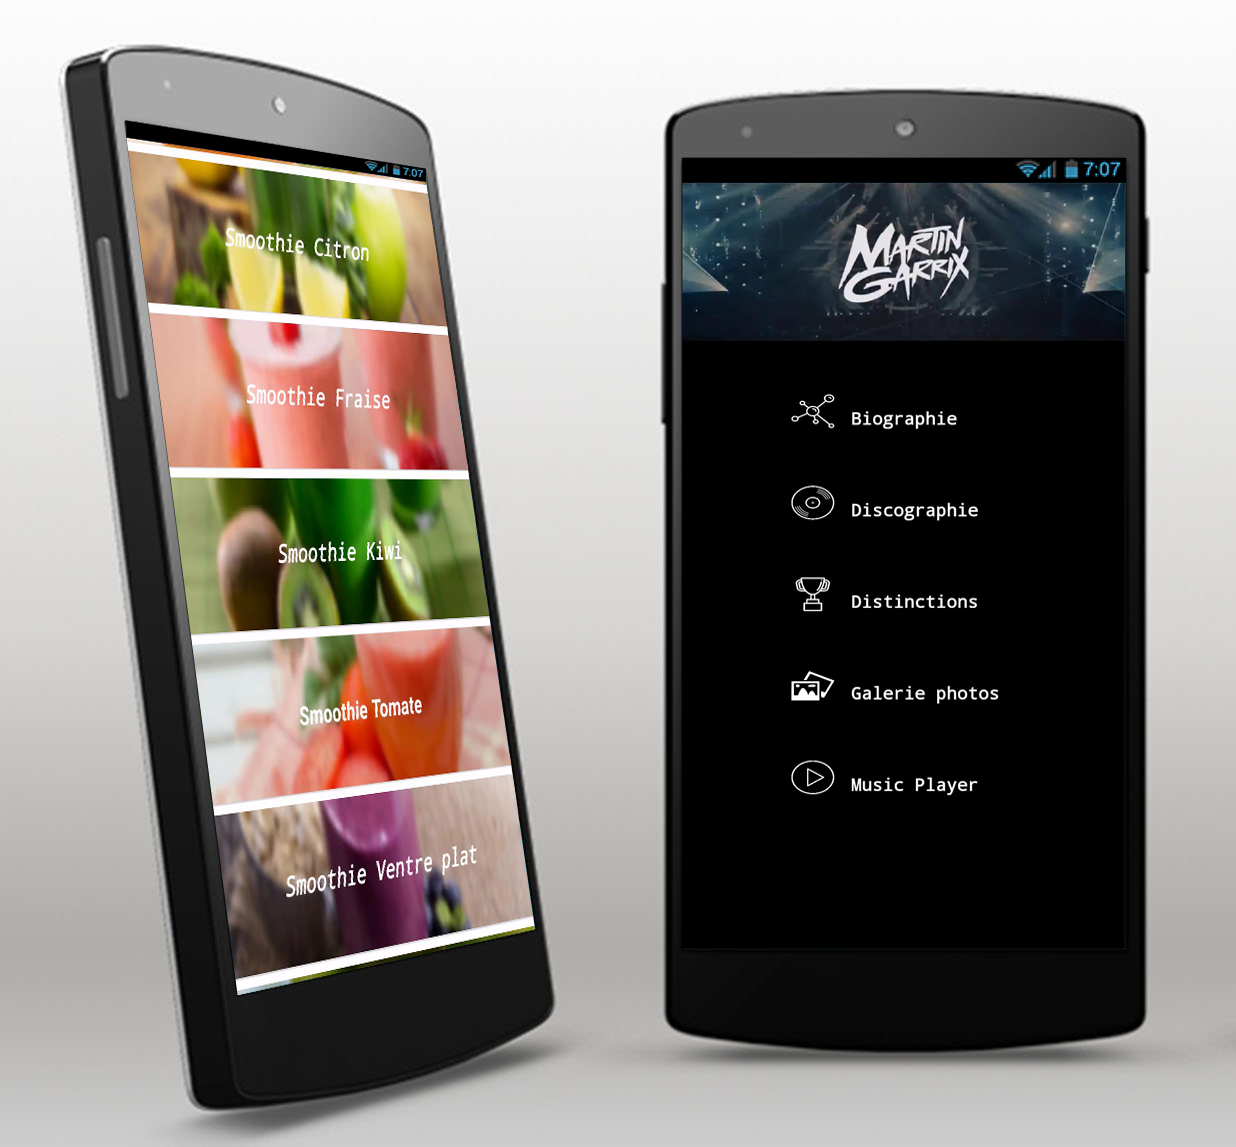 7:07
Smoothie Citron
Smoothie Fraise
Smoothie Kiwi
Smoothie Tomate
Smoothie Ventre plat
7:07
MARTIN
GARRIX
Biographie
Discographie
Distinctions
Galerie photos
Music Player